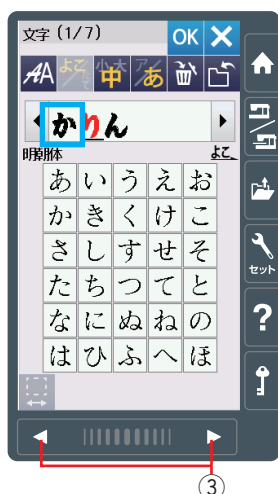 文字 (1/7) OK ×
AA よこ 小中大 ア/あ
かりん
明朝体 よこ
あいうえお
かきくけこ
さしすせそ
たちつてと
なにぬねの
はひふへほ
セット
?
③